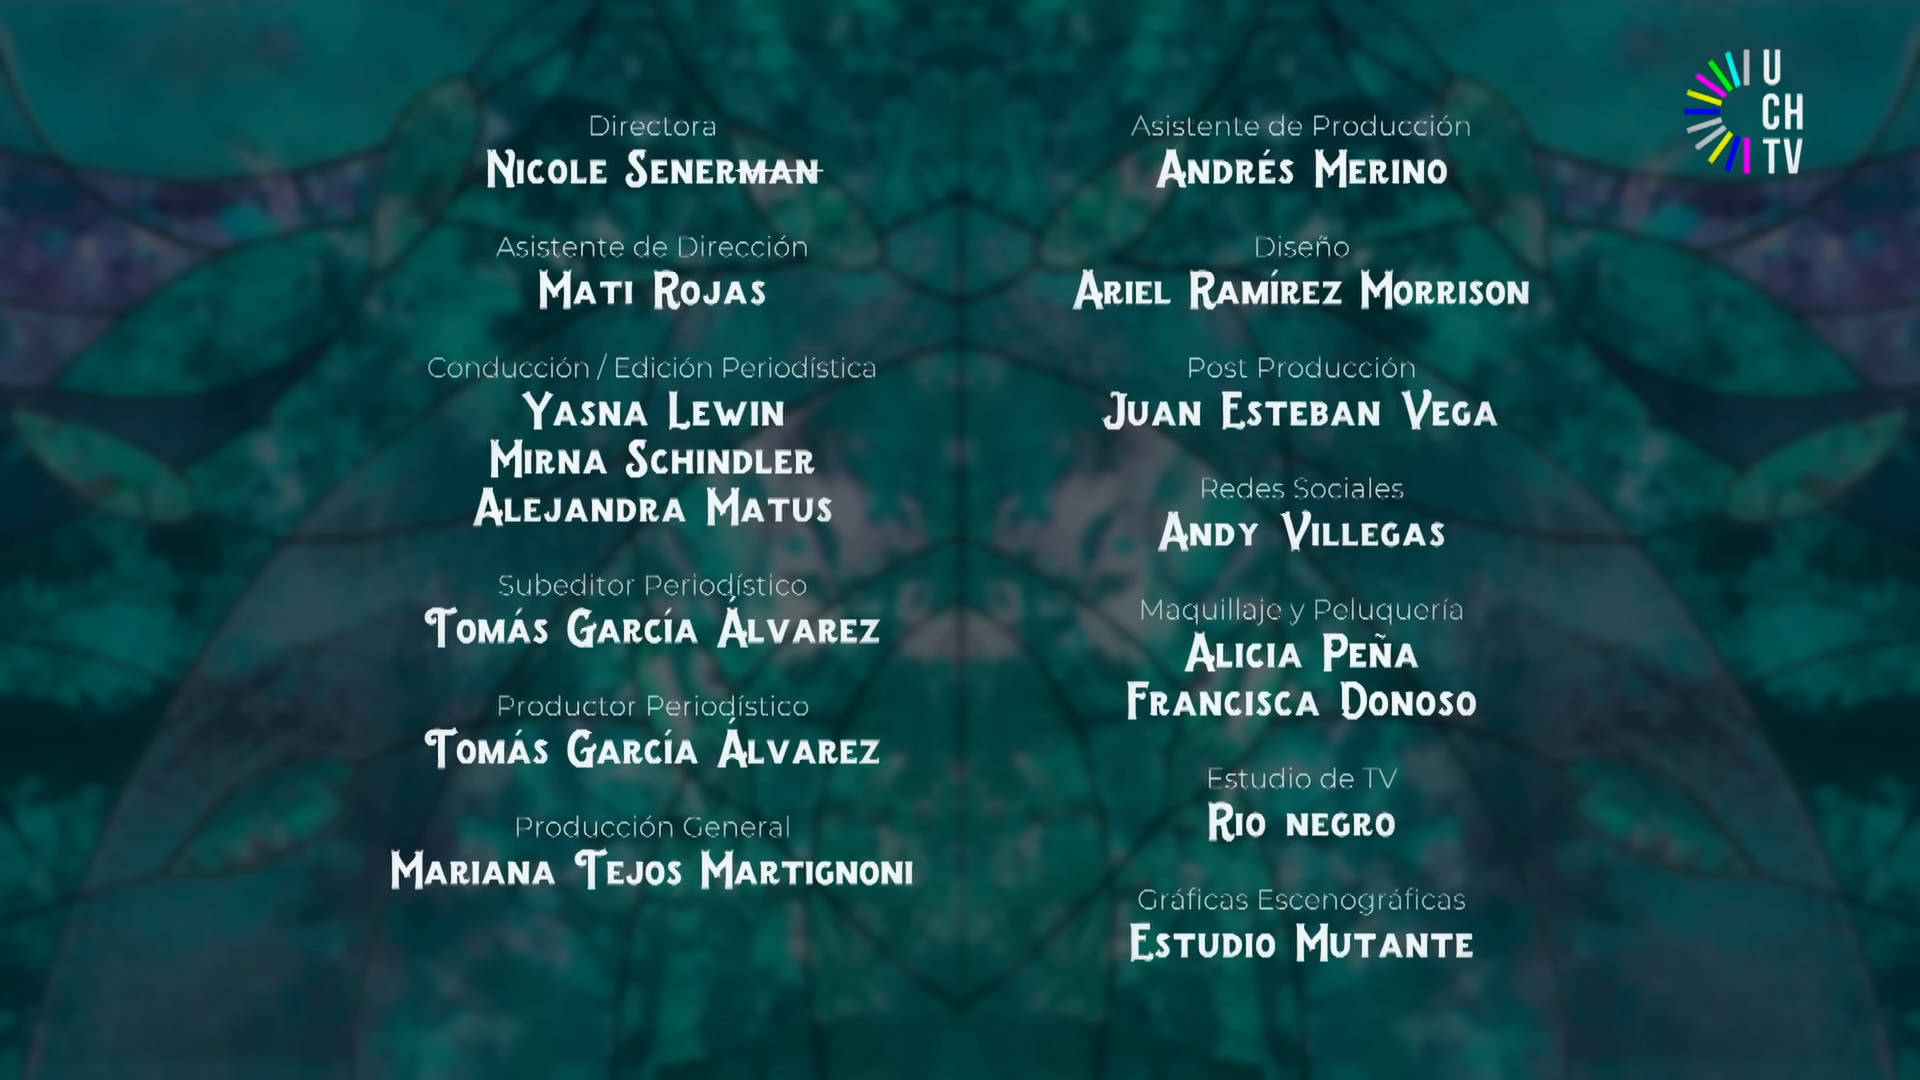 Directora
Nicole Senerman
Asistente de Dirección
Mati Rojas
Conducción / Edición Periodística
Yasna Lewin
Mirna Schindler
Alejandra Matus
Subeditor Periodístico
Tomás García Álvarez
Productor Periodístico
Tomás García Álvarez
Producción General
Mariana Tejos Martignoni
Asistente de Producción
Andrés Merino
Diseño
Ariel Ramírez Morrison
Post Producción
Juan Esteban Vega
Redes Sociales
Andy Villegas
Maquillaje y Peluquería
Alicia Peña
Francisca Donoso
Estudio de TV
Rio negro
Gráficas Escenográficas
Estudio Mutante
U
CH
TV